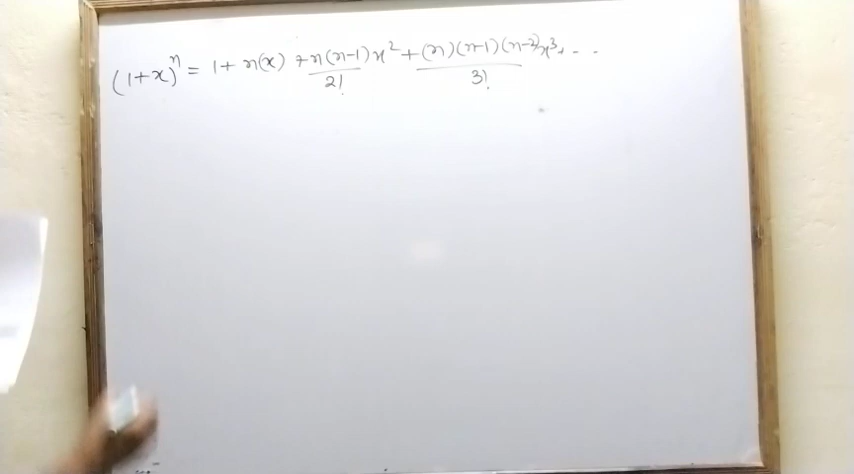 (1+x)^n = 1 + n(x) + n(n-1)x^2/2! + (n)(n-1)(n-2)x^3/3! + - -